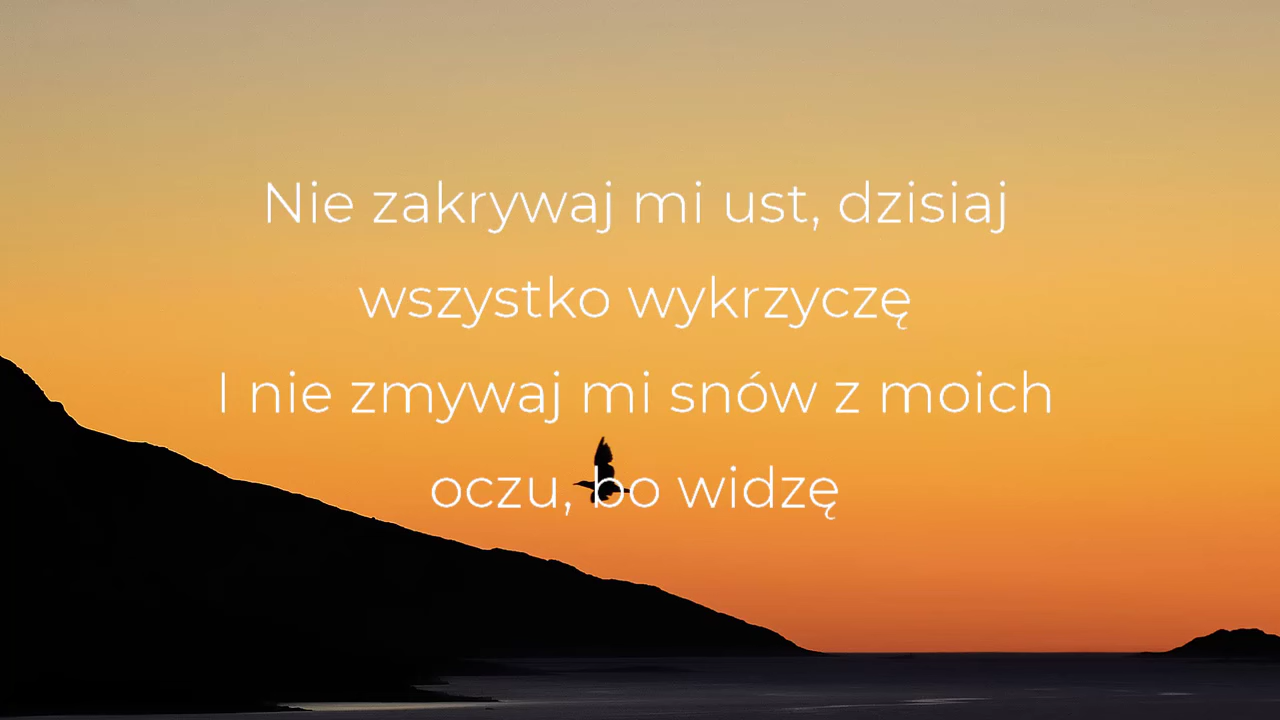 Nie zakrywaj mi ust, dzisiaj
wszystko wykrzyczę
I nie zmywaj mi snów z moich
oczu, bo widzę